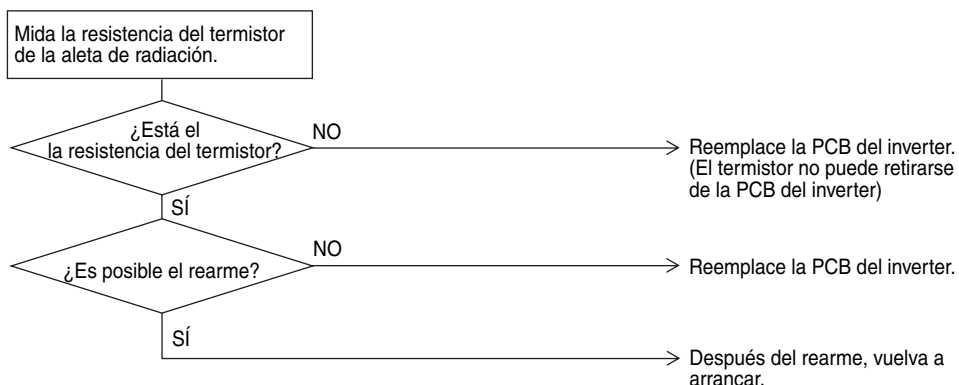 Mida la resistencia del termistor
de la aleta de radiación.
¿Está el
la resistencia del termistor?
NO
Reemplace la PCB del inverter.
(El termistor no puede retirarse
de la PCB del inverter)
SÍ
¿Es posible el rearme?
NO
Reemplace la PCB del inverter.
SÍ
Después del rearme, vuelva a
arrancar.